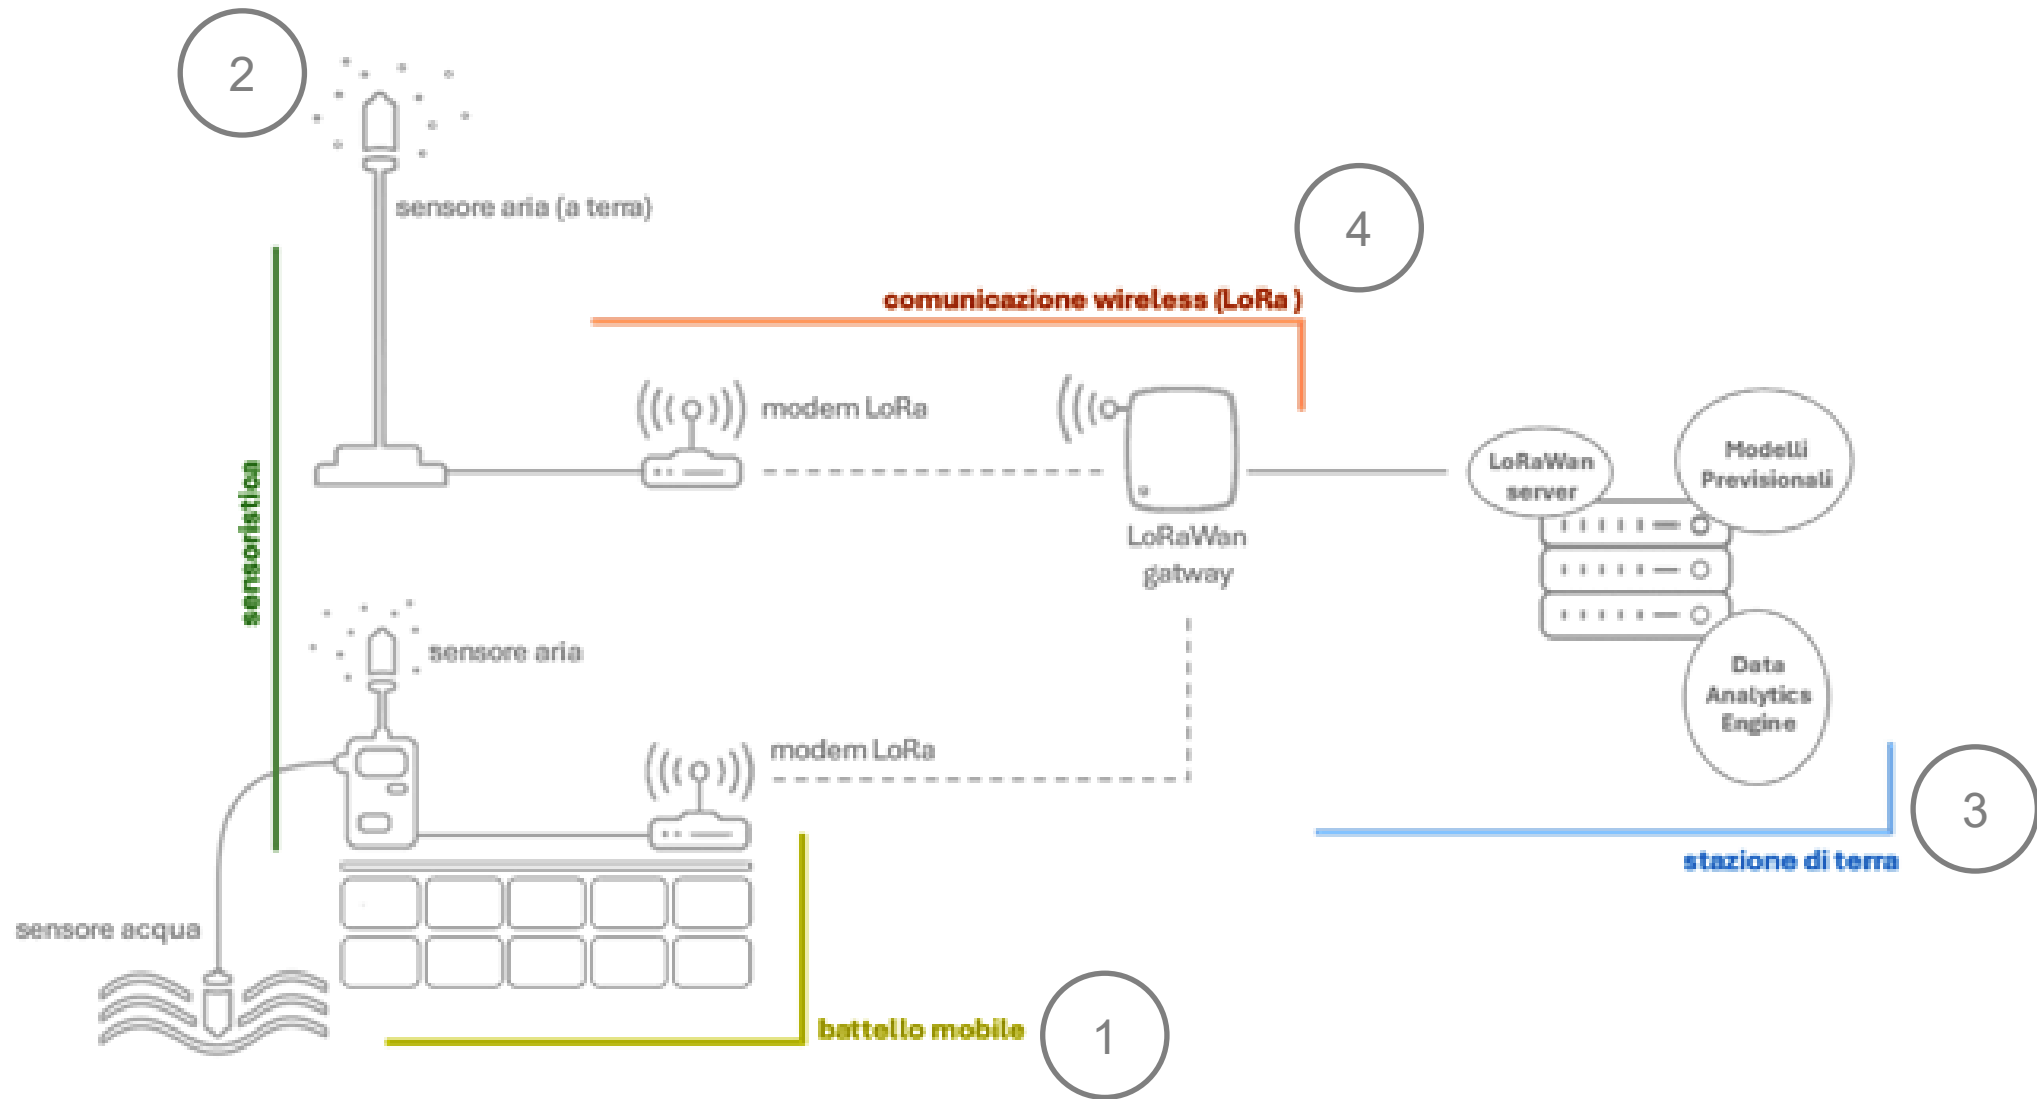 2
sensore aria (a terra)
4
comunicazione wireless (LoRa )
modem LoRa
LoRaWan
server
Modelli
Previsionali
LoRaWan
gatway
sensoristica
sensore aria
Data
Analytics
Engine
modem LoRa
3
stazione di terra
sensore acqua
battello mobile
1